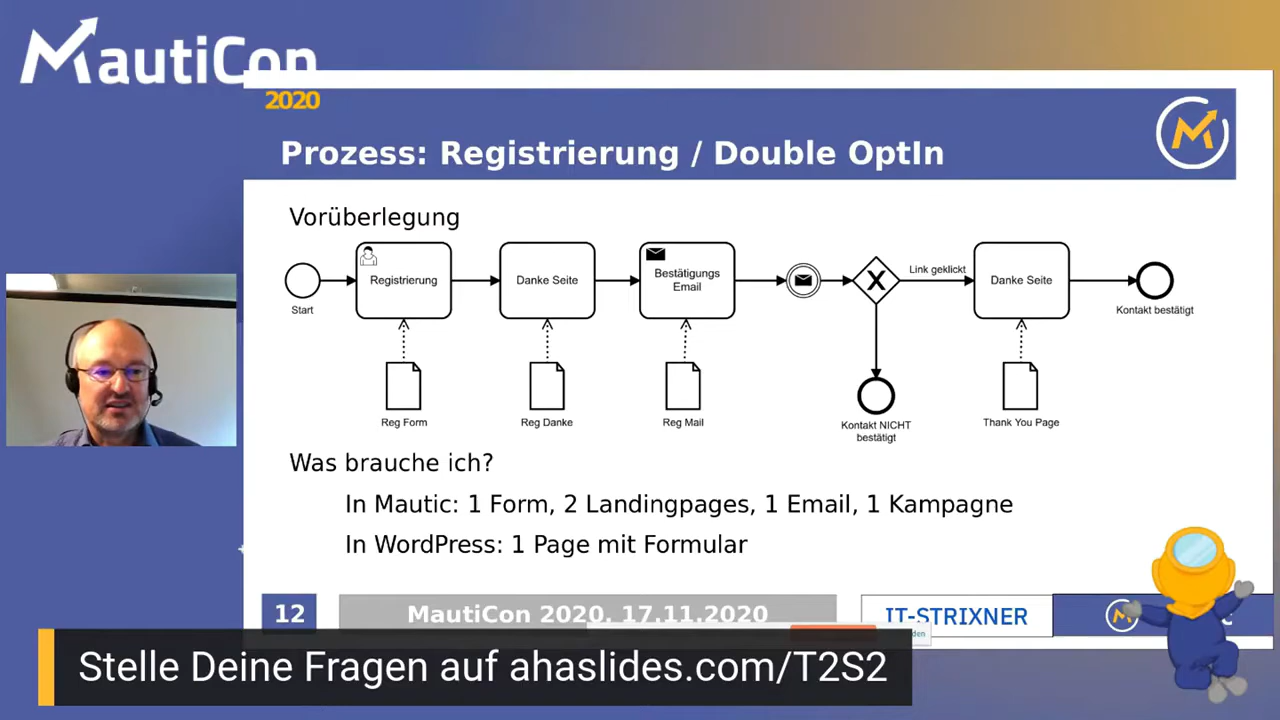 MautiCon
2020
Prozess: Registrierung / Double OptIn
Vorüberlegung
Start
Registrierung
Danke Seite
Bestätigungs
Email
Link geklickt
Danke Seite
Kontakt bestätigt
Reg Form
Reg Danke
Reg Mail
Kontakt NICHT
bestätigt
Thank You Page
Was brauche ich?
In Mautic: 1 Form, 2 Landingpages, 1 Email, 1 Kampagne
In WordPress: 1 Page mit Formular
12
MautiCon 2020, 17.11.2020
IT-STRIXNER
Stelle Deine Fragen auf ahaslides.com/T2S2